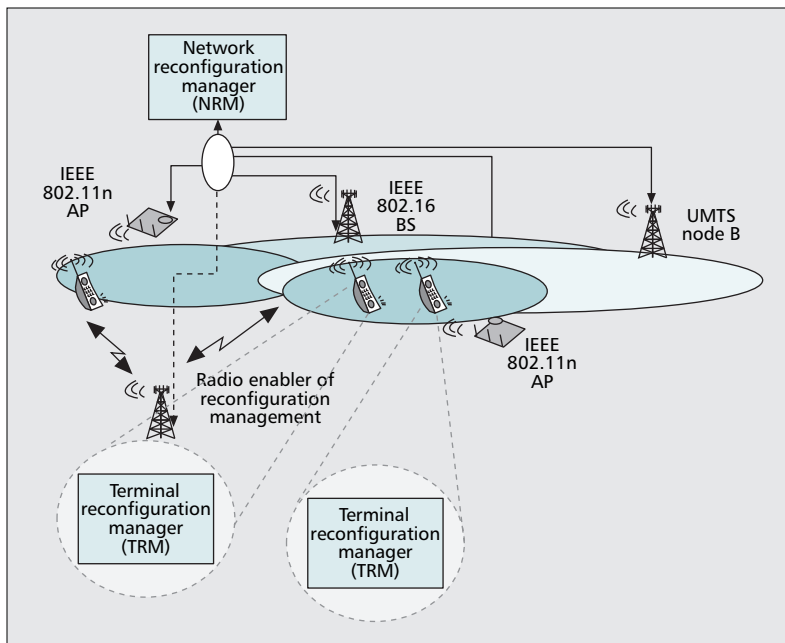 Network
reconfiguration
manager
(NRM)
IEEE
802.11n
AP
IEEE
802.16
BS
UMTS
node B
IEEE
802.11n
AP
Radio enabler of
reconfiguration
management
Terminal
reconfiguration
manager
(TRM)
Terminal
reconfiguration
manager
(TRM)